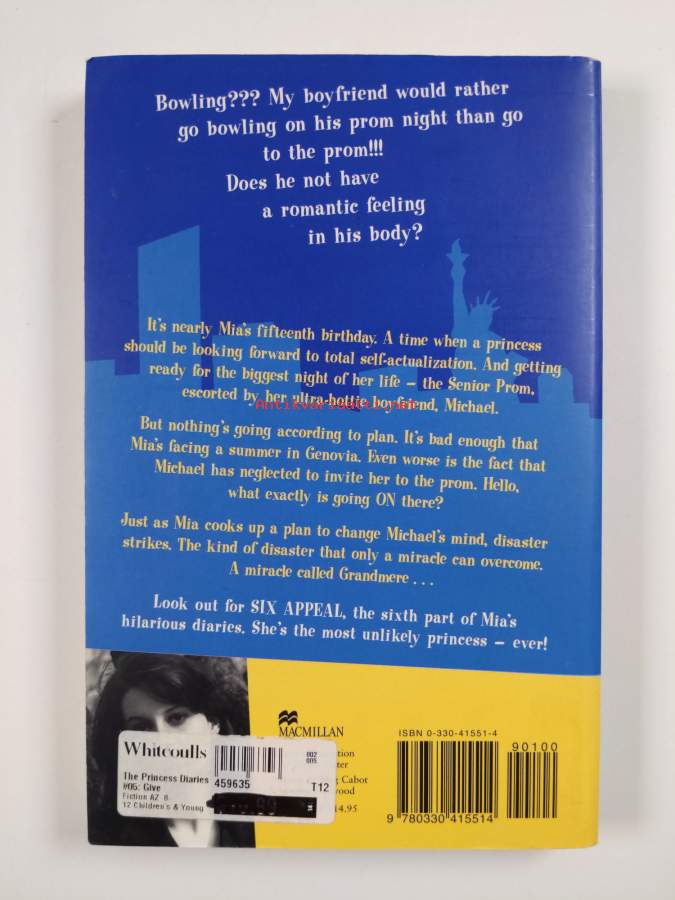 Bowling??? My boyfriend would rather
go bowling on his prom night than go
to the prom!!!
Does he not have
a romantic feeling
in his body?
It's nearly Mia's fifteenth birthday. A time when a princess
should be looking forward to total self-actualization. And getting
ready for the biggest night of her life – the Senior Prom,
escorted by her ultra-hottie boyfriend, Michael.
Antikvariaatti.net
But nothing's going according to plan. It's bad enough that
Mia's facing a summer in Genovia. Even worse is the fact that
Michael has neglected to invite her to the prom. Hello,
what exactly is going ON there?
Just as Mia cooks up a plan to change Michael's mind, disaster
strikes. The kind of disaster that only a miracle can overcome.
A miracle called Grandmere . . .
Look out for SIX APPEAL, the sixth part of Mia's
hilarious diaries. She's the most unlikely princess – ever!
MACMILLAN
Cabot
14.95
Whitcoulls
The Princess Diaries
#05: Give
Fiction AZ 8
12 Children's & Young
459635
002
005
T12
ISBN 0-330-41551-4
90100
9 780330 415514